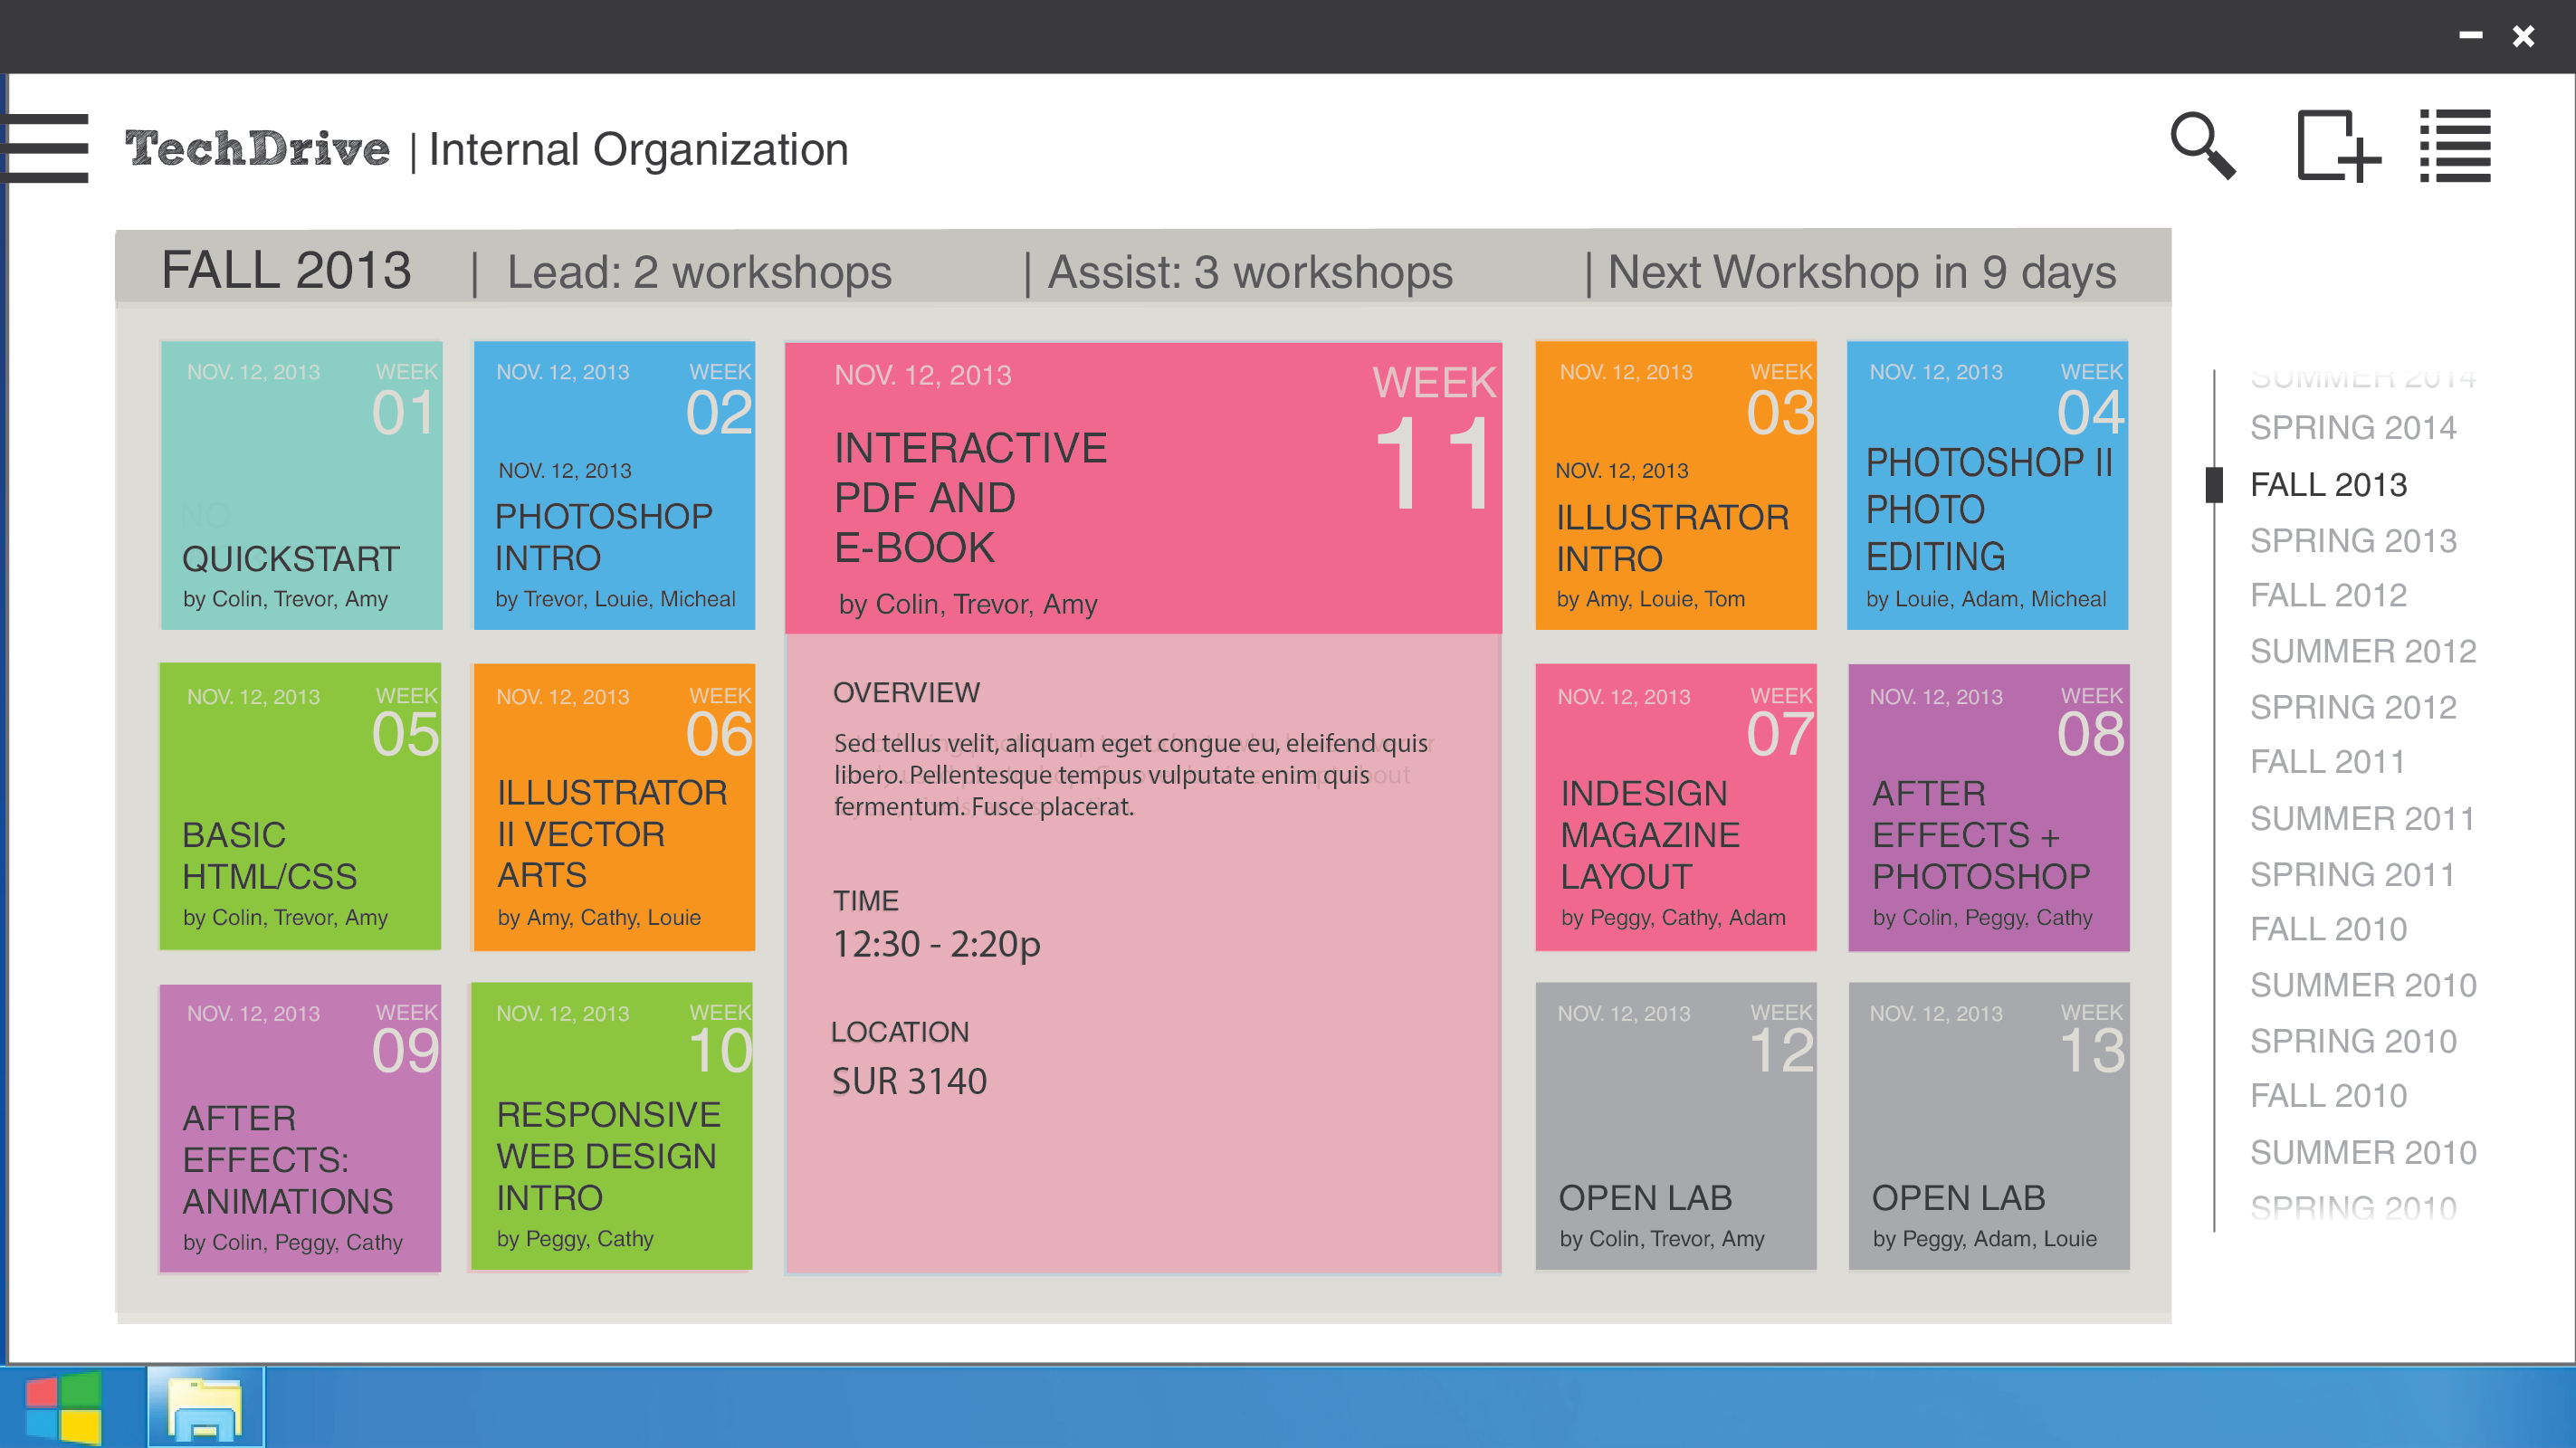 TechDrive | Internal Organization
FALL 2013 | Lead: 2 workshops | Assist: 3 workshops | Next Workshop in 9 days
NOV. 12, 2013 WEEK
01
NO
QUICKSTART
by Colin, Trevor, Amy
NOV. 12, 2013 WEEK
02
NOV. 12, 2013
PHOTOSHOP
INTRO
by Trevor, Louie, Micheal
NOV. 12, 2013 WEEK
11
INTERACTIVE
PDF AND
E-BOOK
by Colin, Trevor, Amy
OVERVIEW
Sed tellus velit, aliquam eget congue eu, eleifend quis
libero. Pellentesque tempus vulputate enim quis
fermentum. Fusce placerat.
TIME
12:30 - 2:20p
LOCATION
SUR 3140
NOV. 12, 2013 WEEK
03
NOV. 12, 2013
ILLUSTRATOR
INTRO
by Amy, Louie, Tom
NOV. 12, 2013 WEEK
04
PHOTOSHOP II
PHOTO
EDITING
by Louie, Adam, Micheal
NOV. 12, 2013 WEEK
05
BASIC
HTML/CSS
by Colin, Trevor, Amy
NOV. 12, 2013 WEEK
06
ILLUSTRATOR
II VECTOR
ARTS
by Amy, Cathy, Louie
NOV. 12, 2013 WEEK
07
INDESIGN
MAGAZINE
LAYOUT
by Peggy, Cathy, Adam
NOV. 12, 2013 WEEK
08
AFTER
EFFECTS +
PHOTOSHOP
by Colin, Peggy, Cathy
NOV. 12, 2013 WEEK
09
AFTER
EFFECTS:
ANIMATIONS
by Colin, Peggy, Cathy
NOV. 12, 2013 WEEK
10
RESPONSIVE
WEB DESIGN
INTRO
by Peggy, Cathy
NOV. 12, 2013 WEEK
12
OPEN LAB
by Colin, Trevor, Amy
NOV. 12, 2013 WEEK
13
OPEN LAB
by Peggy, Adam, Louie
SUMMER 2014
SPRING 2014
FALL 2013
SPRING 2013
FALL 2012
SUMMER 2012
SPRING 2012
FALL 2011
SUMMER 2011
SPRING 2011
FALL 2010
SUMMER 2010
SPRING 2010
FALL 2010
SUMMER 2010
SPRING 2010